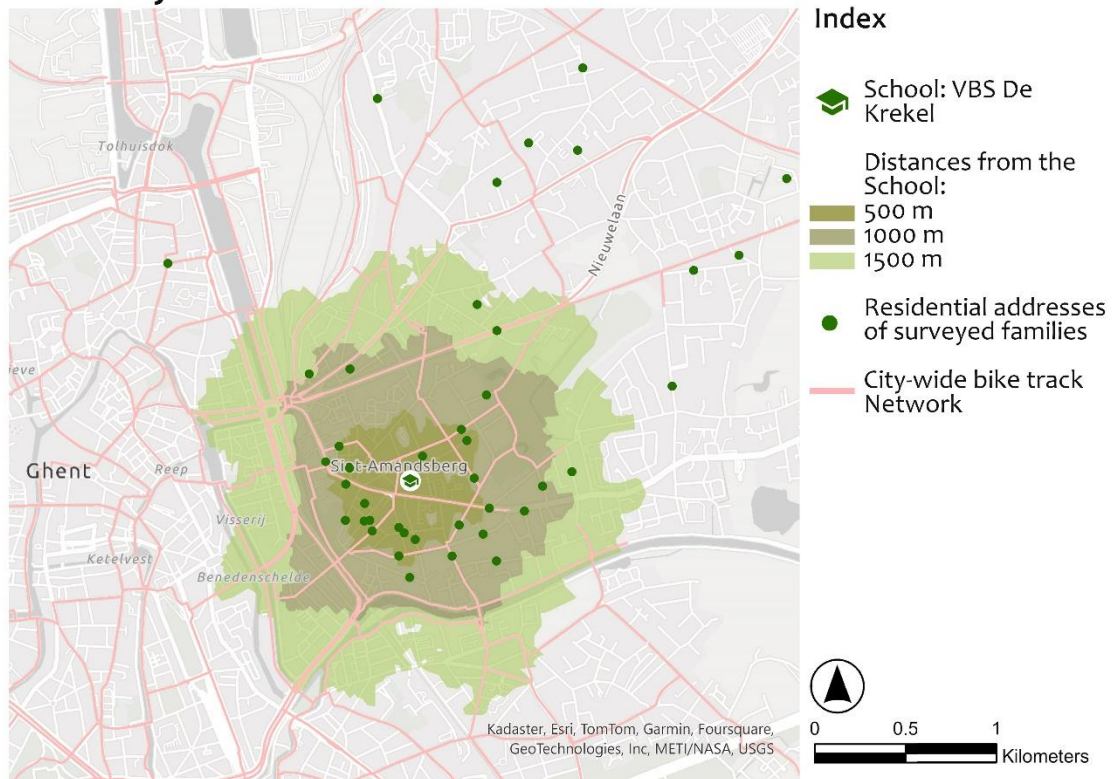 Index
School: VBS De
Krekel
Distances from the
School:
500 m
1000 m
1500 m
Residential addresses
of surveyed families
City-wide bike track
Network
Tolhuisdok
Nieuwelaan
Ghent
Reep
Sint-Amandsberg
Visserij
Ketelvest
Benedenschelde
Kadaster, Esri, TomTom, Garmin, Foursquare,
GeoTechnologies, Inc, METI/NASA, USGS
0 0.5 1
Kilometers